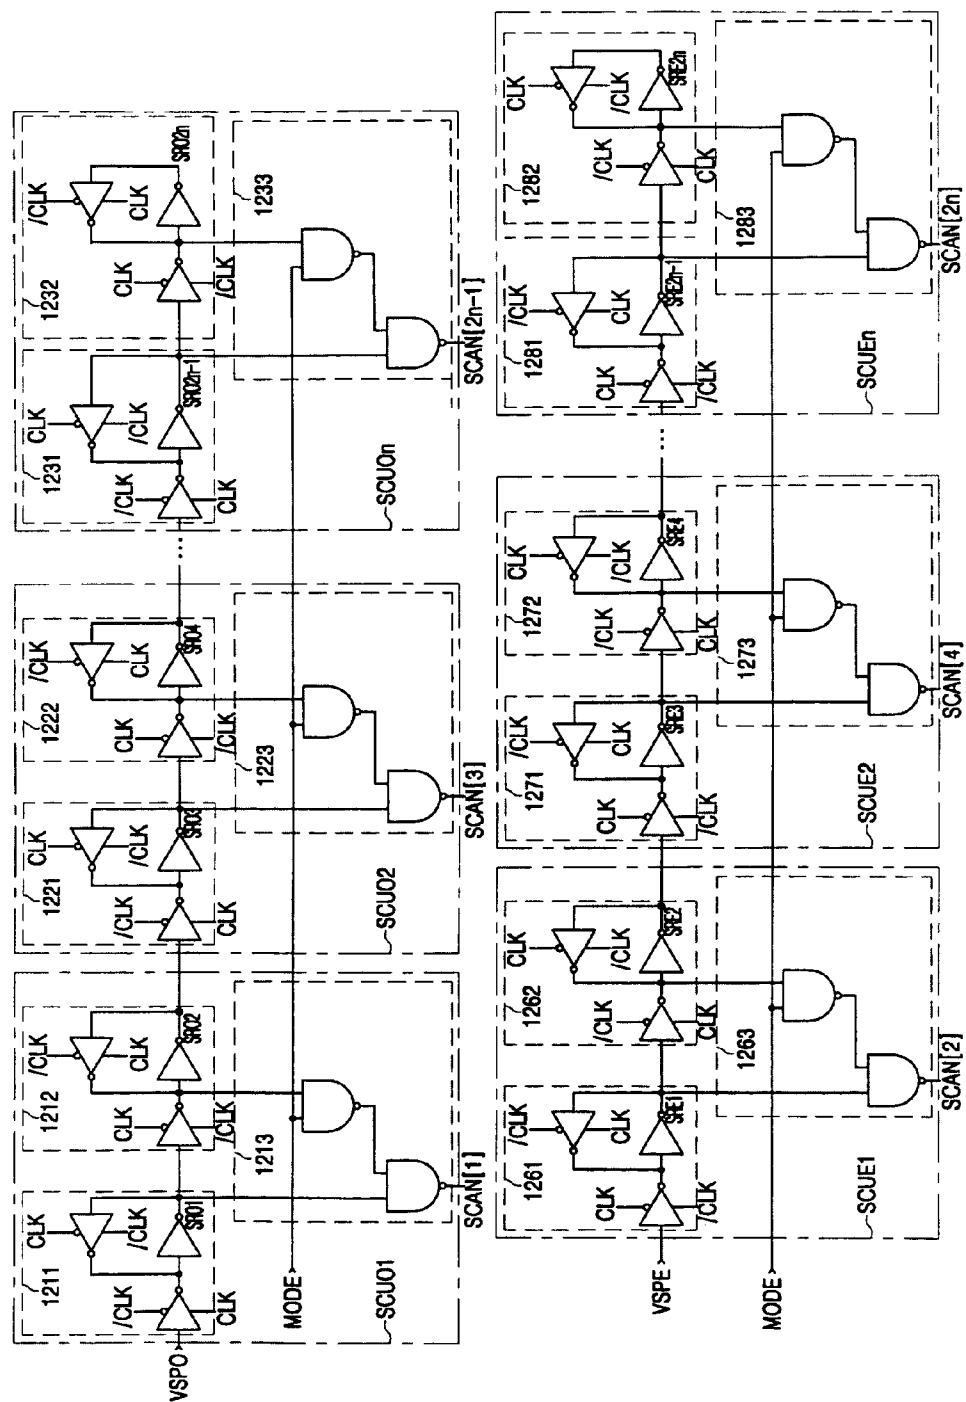 VSPO
1211
CLK
/CLK
/CLK
CLK
SRO1
1212
/CLK
CLK
CLK
/CLK
SRO2
1213
MODE
SCAN[1]
SCUO1
1221
CLK
/CLK
/CLK
CLK
SRO3
1222
/CLK
CLK
CLK
/CLK
SRO4
1223
SCAN[3]
SCUO2
...
1231
CLK
/CLK
/CLK
CLK
SRO2n-1
1232
/CLK
CLK
CLK
/CLK
SRO2n
1233
SCAN[2n-1]
SCUOn
VSPE
1261
/CLK
CLK
CLK
/CLK
SRE1
1262
CLK
/CLK
/CLK
CLK
SRE2
1263
MODE
SCAN[2]
SCUE1
1271
/CLK
CLK
CLK
/CLK
SRE3
1272
CLK
/CLK
/CLK
CLK
SRE4
1273
SCAN[4]
SCUE2
...
1281
/CLK
CLK
CLK
/CLK
SRE2n-1
1282
CLK
/CLK
/CLK
CLK
SRE2n
1283
SCAN[2n]
SCUEn